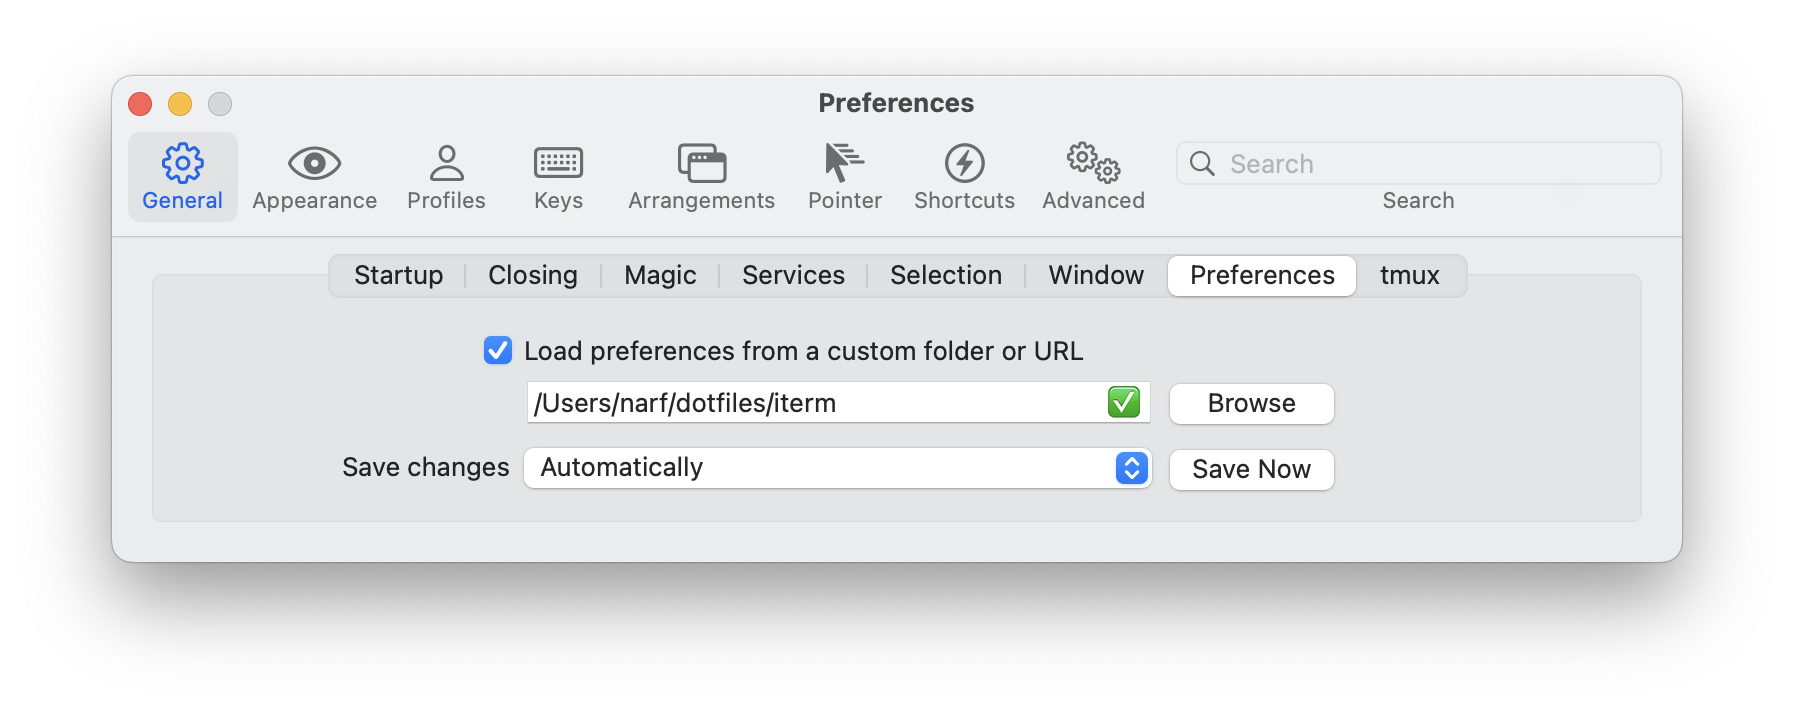 Preferences
General Appearance Profiles Keys Arrangements Pointer Shortcuts Advanced Search
Search
Startup Closing Magic Services Selection Window Preferences tmux
Load preferences from a custom folder or URL
/Users/narf/dotfiles/iterm Browse
Save changes Automatically Save Now